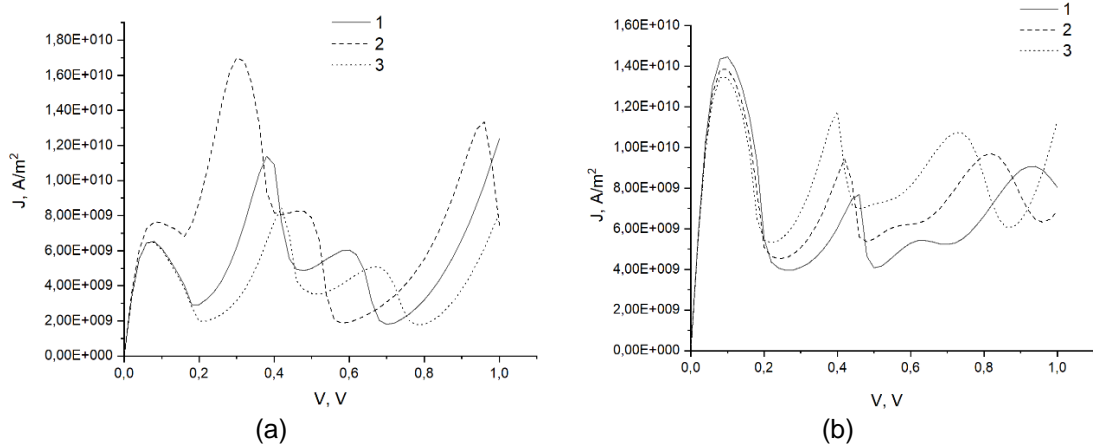 1
2
3
1,80E+010
1,60E+010
1,40E+010
1,20E+010
1,00E+010
8,00E+009
6,00E+009
4,00E+009
2,00E+009
0,00E+000
J, A/m²
0,0 0,2 0,4 0,6 0,8 1,0
V, V
(a)
1
2
3
1,60E+010
1,40E+010
1,20E+010
1,00E+010
8,00E+009
6,00E+009
4,00E+009
2,00E+009
0,00E+000
J, A/m²
0,0 0,2 0,4 0,6 0,8 1,0
V, V
(b)